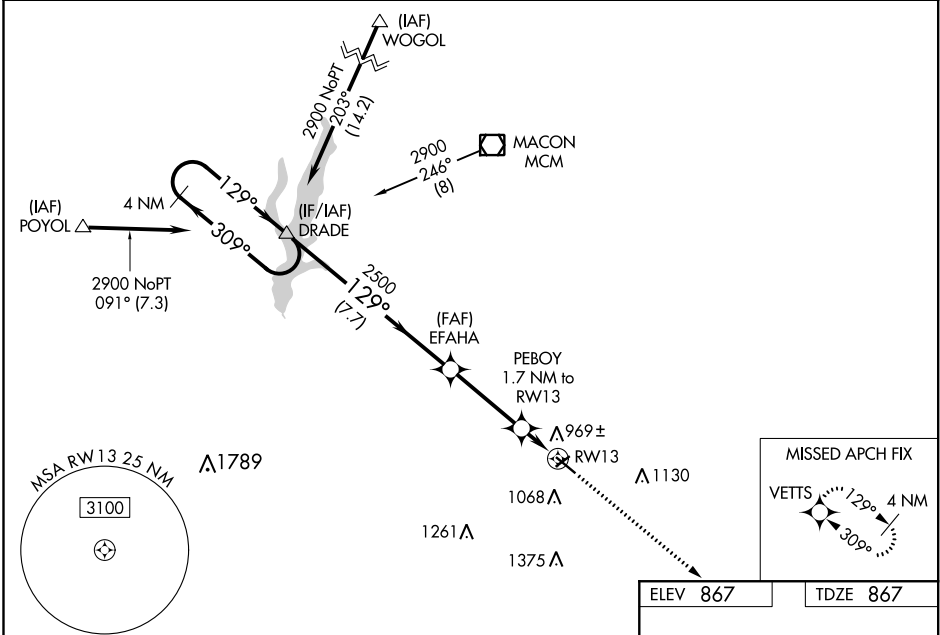 (IAF)
WOGOL
2900 NoPT
203°
(14.2)
MACON
MCM
2900
246°
(8)
129°
4 NM
309°
(IAF)
POYOL
(IF/IAF)
DRADE
2900 NoPT
091° (7.3)
2500
129°
(7.7)
(FAF)
EFAHA
PEBOY
1.7 NM to
RW13
969±
RW13
1789
1130
1068
1261
1375
MSA RW13 25 NM
3100
MISSED APCH FIX
VETTS
129°
4 NM
309°
ELEV 867
TDZE 867